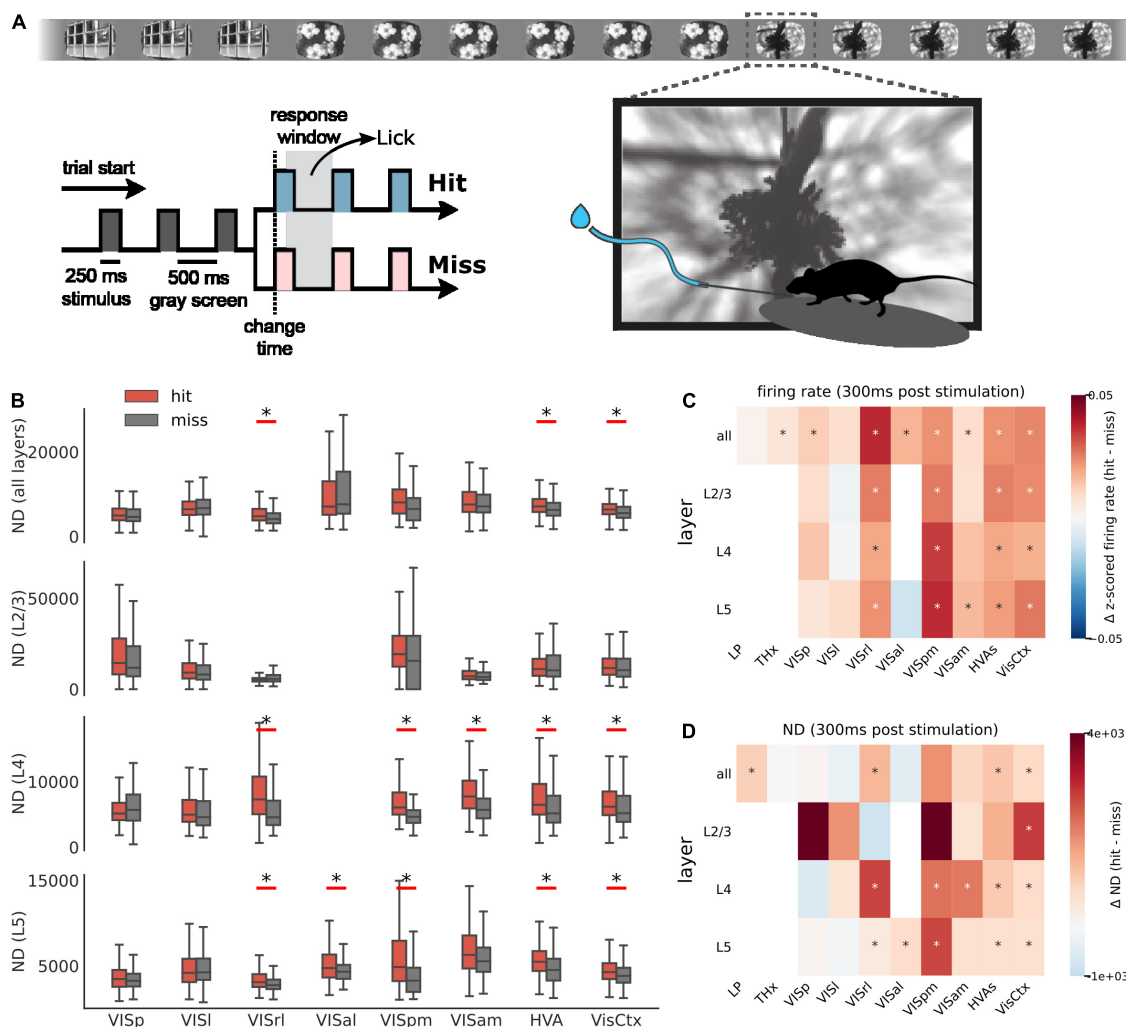 A
response
window
Lick
trial start
Hit
Miss
250 ms
stimulus
500 ms
gray screen
change
time
B
hit
miss
ND (all layers)
20000
0
*
*
*
ND (L2/3)
50000
0
ND (L4)
10000
0
*
*
*
*
*
ND (L5)
15000
5000
*
*
*
*
*
VISp
VISl
VISrl
VISal
VISpm
VISam
HVA
VisCtx
C
firing rate (300ms post stimulation)
layer
all
* * * * * * * *
L2/3
* * * *
L4
* * * *
L5
* * * * *
LP
THx
VISp
VISl
VISrl
VISal
VISpm
VISam
HVAs
VisCtx
0.05
-0.05
Δ z-scored firing rate (hit - miss)
D
ND (300ms post stimulation)
layer
all
* * * *
L2/3
*
L4
* * * * *
L5
* * * * *
LP
THx
VISp
VISl
VISrl
VISal
VISpm
VISam
HVAs
VisCtx
4e+03
-1e+03
Δ ND (hit - miss)